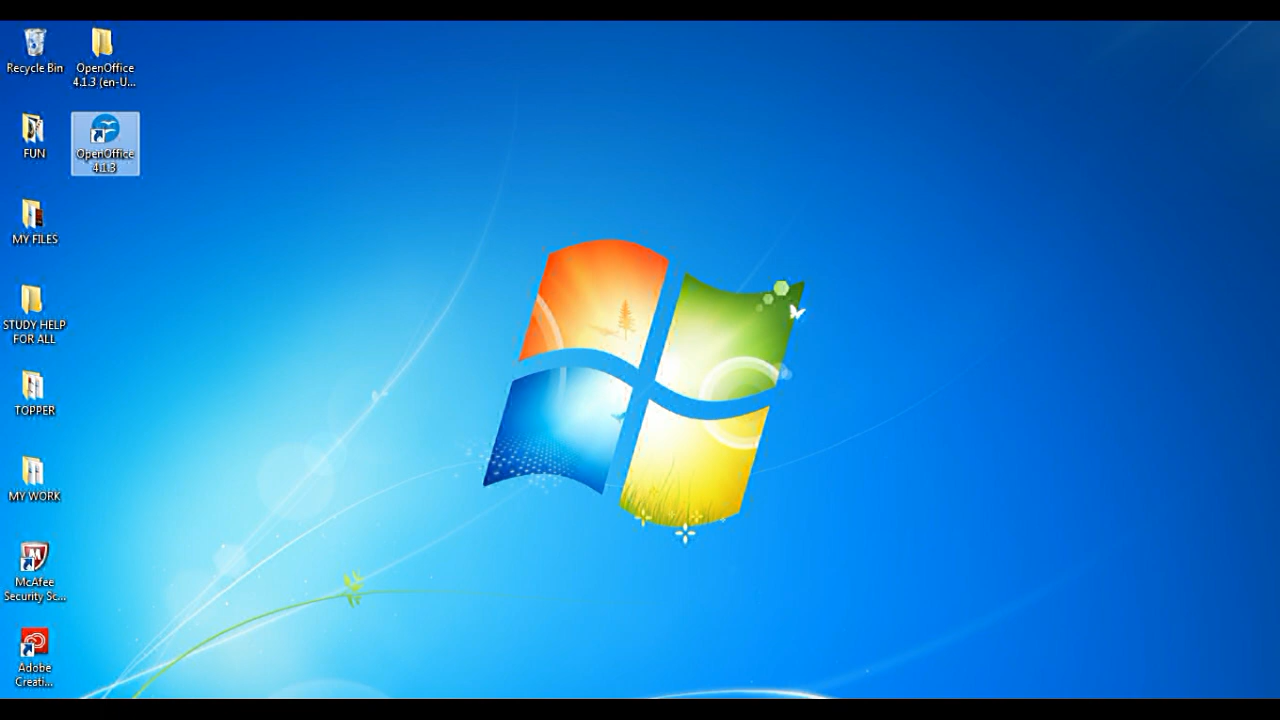 Recycle Bin
OpenOffice
4.1.3 (en-U...
FUN
OpenOffice
4.1.3
MY FILES
STUDY HELP
FOR ALL
TOPPER
MY WORK
McAfee
Security Sc...
Adobe
Creati...